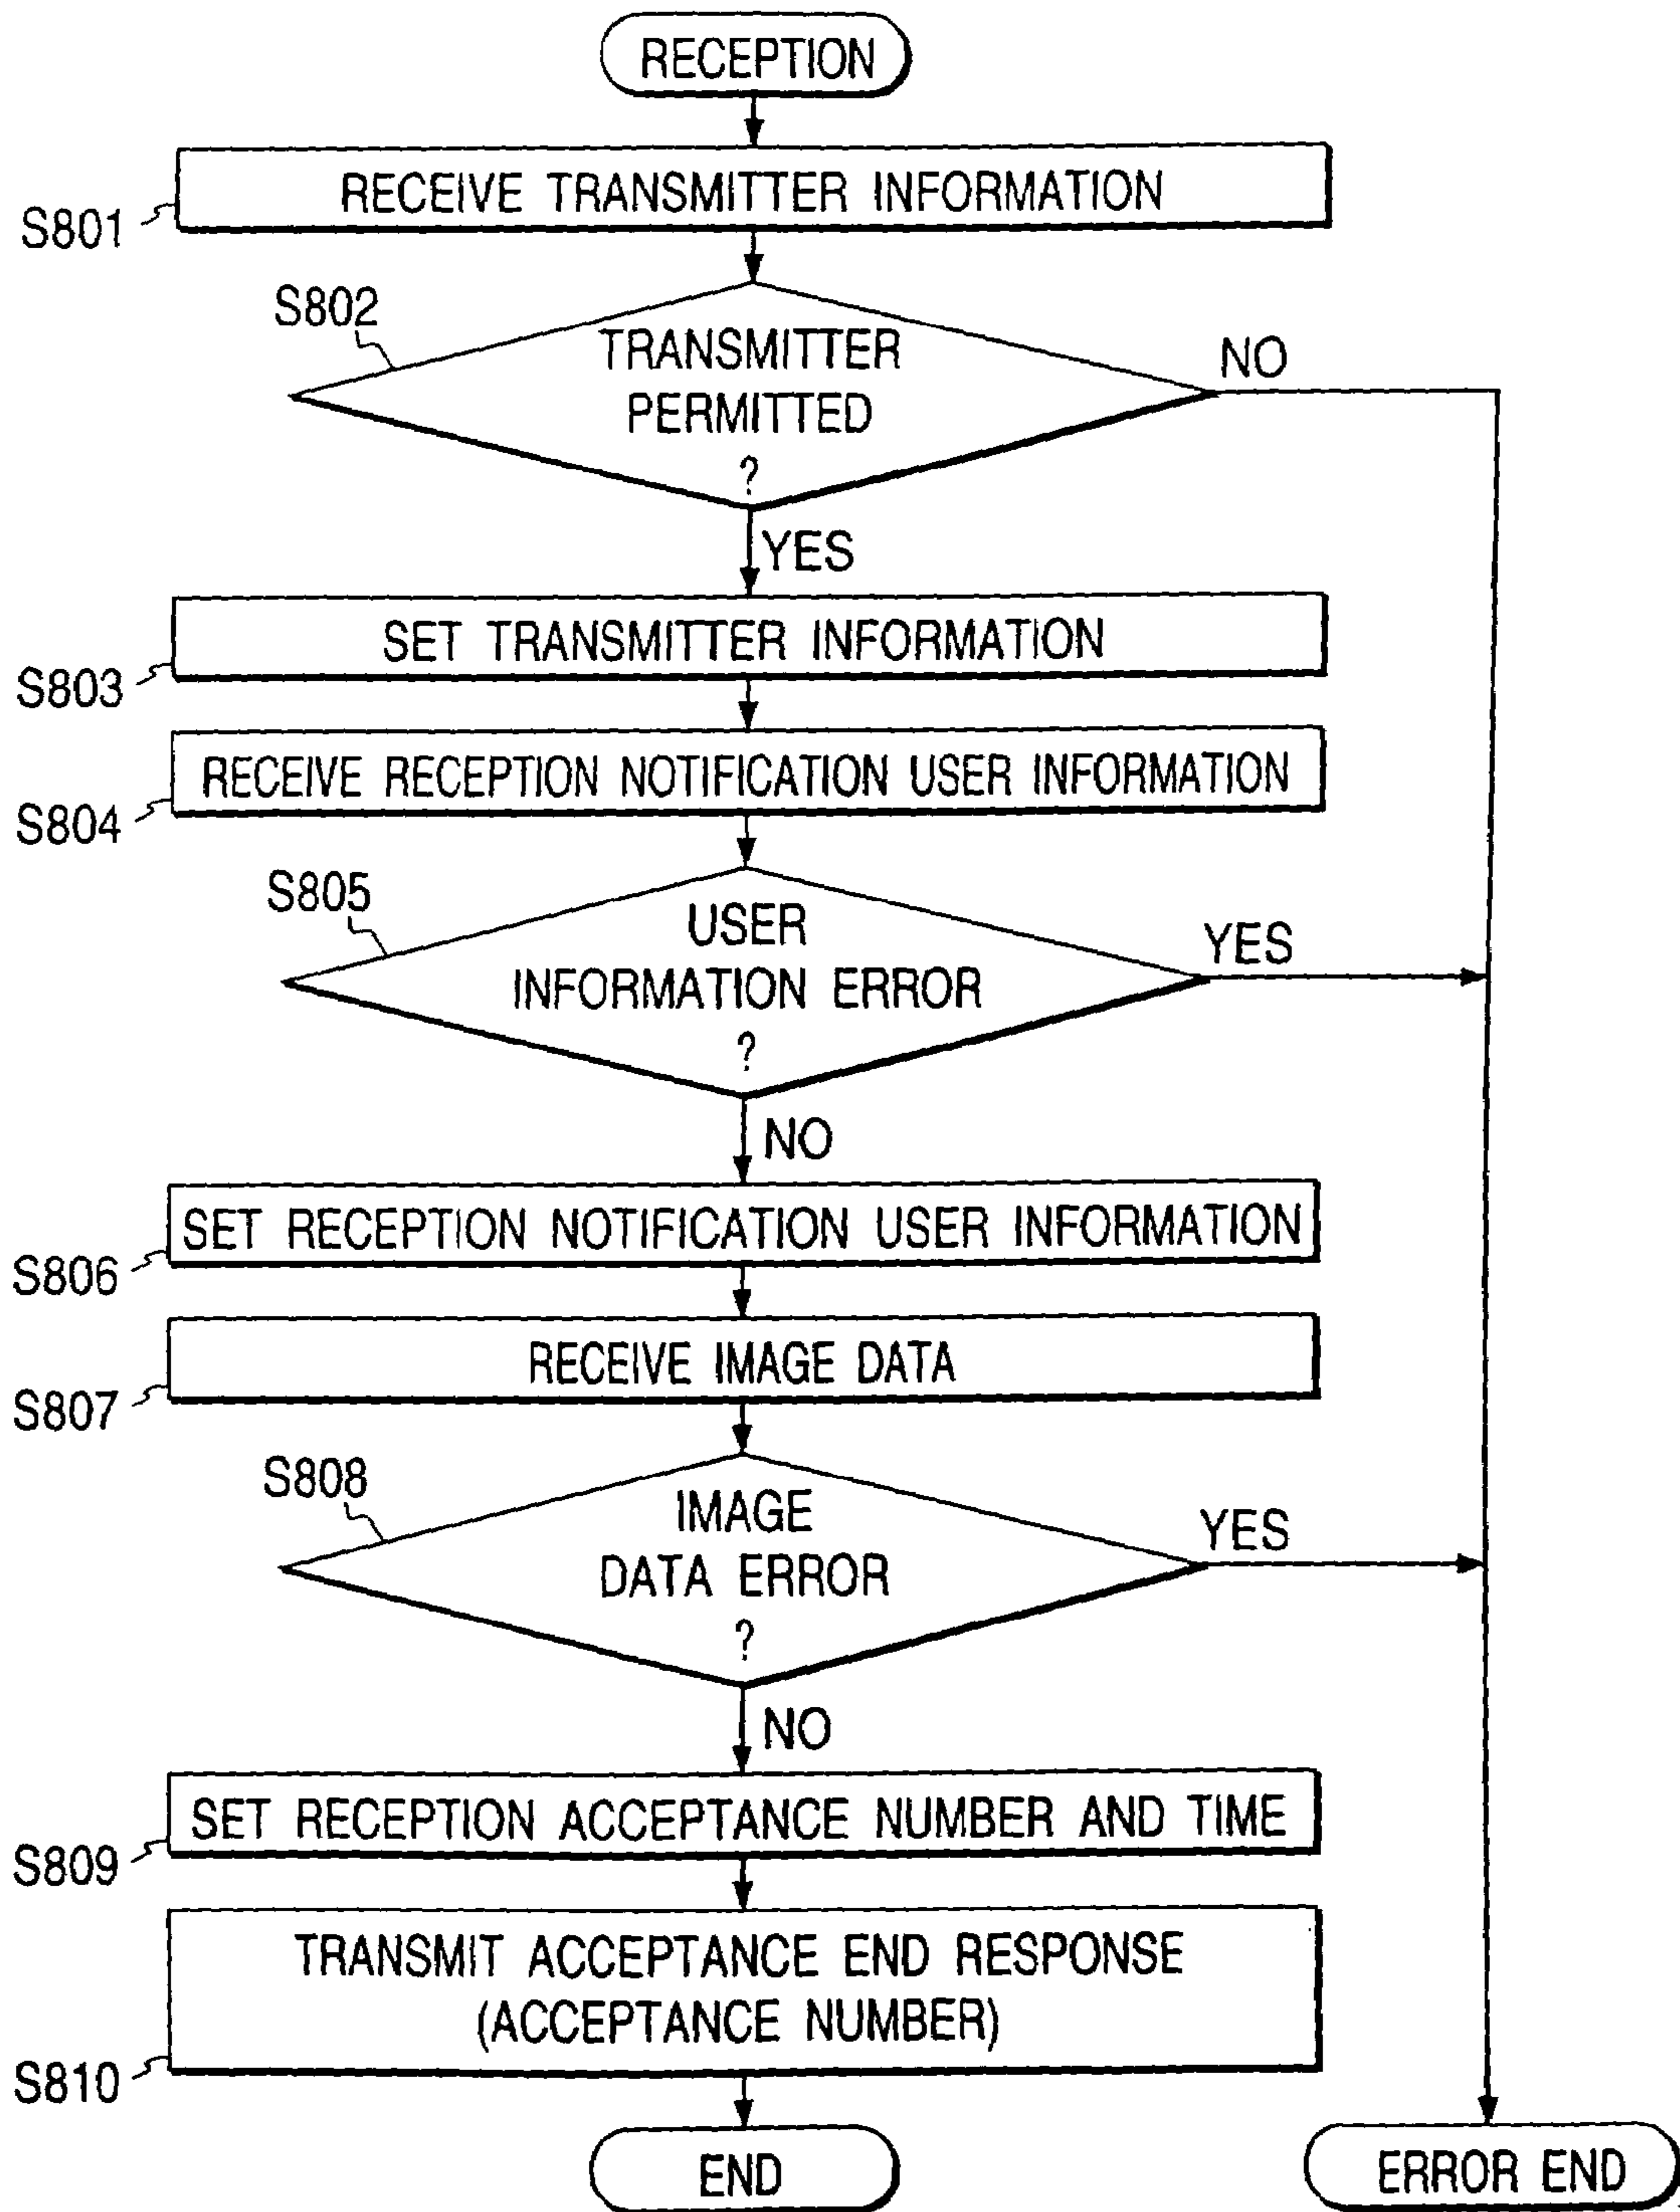 RECEPTION
RECEIVE TRANSMITTER INFORMATION
S801
S802
TRANSMITTER
PERMITTED
?
NO
YES
SET TRANSMITTER INFORMATION
S803
RECEIVE RECEPTION NOTIFICATION USER INFORMATION
S804
S805
USER
INFORMATION ERROR
?
YES
NO
SET RECEPTION NOTIFICATION USER INFORMATION
S806
RECEIVE IMAGE DATA
S807
S808
IMAGE
DATA ERROR
?
YES
NO
SET RECEPTION ACCEPTANCE NUMBER AND TIME
S809
TRANSMIT ACCEPTANCE END RESPONSE
(ACCEPTANCE NUMBER)
S810
END
ERROR END